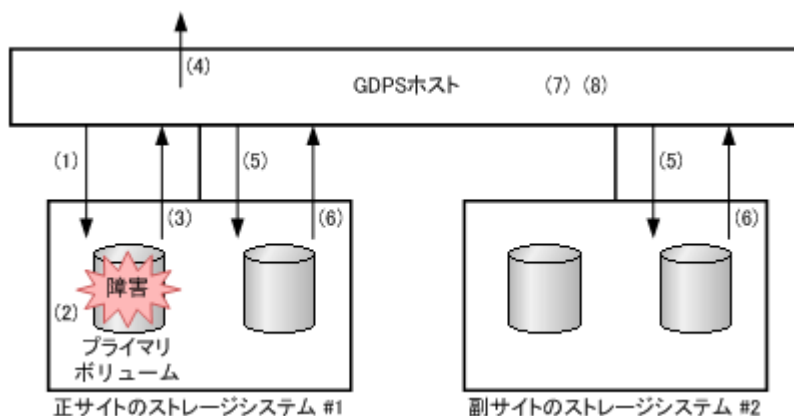 (4)
GDPSホスト (7) (8)
(1)
(5)
(5)
(3)
(6)
(6)
障害
(2)
プライマリ
ボリューム
正サイトのストレージシステム #1
副サイトのストレージシステム #2